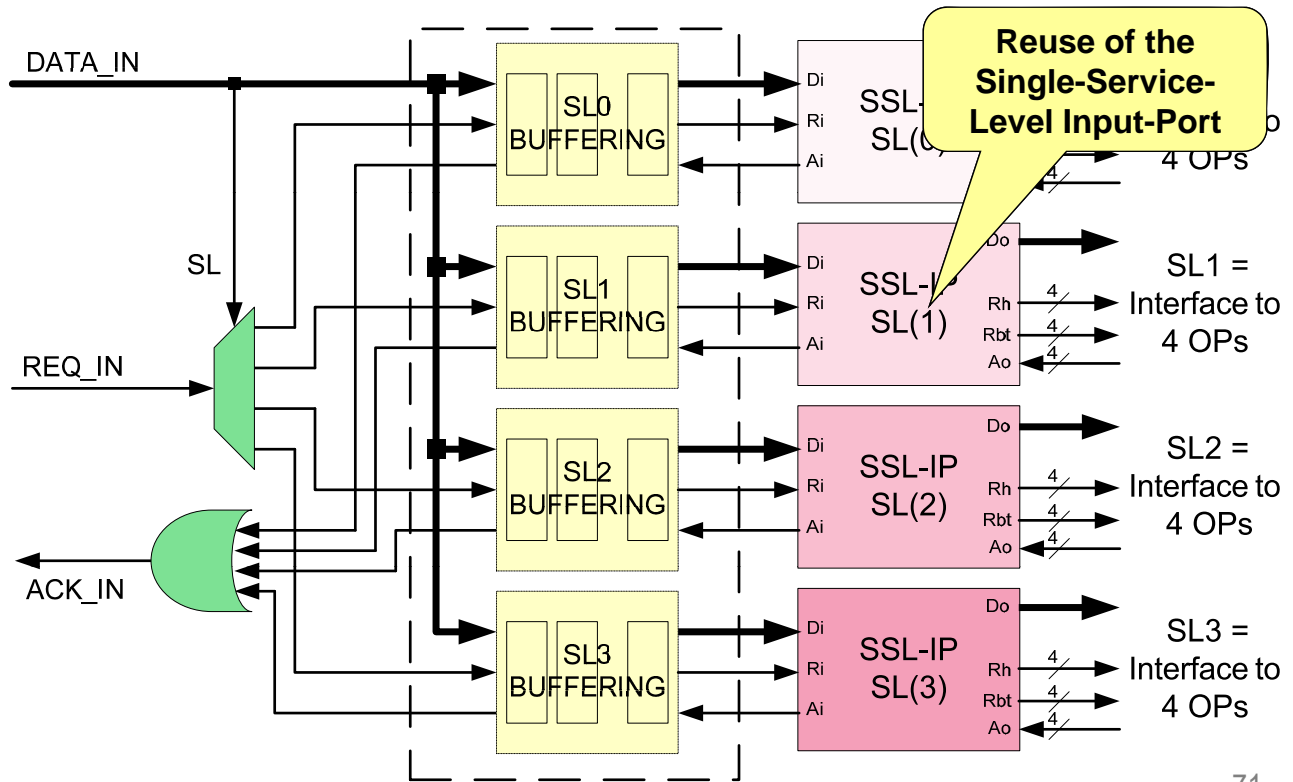 DATA_IN
SL
REQ_IN
ACK_IN
SL0
BUFFERING
SL1
BUFFERING
SL2
BUFFERING
SL3
BUFFERING
Reuse of the
Single-Service-
Level Input-Port
Di
Ri
Ai
SL(0)
4
4 OPs
Di
Ri
Ai
SL(1)
Do
Rh
Rbt
Ao
4
4
4
SL1 =
Interface to
4 OPs
Di
Ri
Ai
SSL-IP
SL(2)
Do
Rh
Rbt
Ao
4
4
4
SL2 =
Interface to
4 OPs
Di
Ri
Ai
SSL-IP
SL(3)
Do
Rh
Rbt
Ao
4
4
4
SL3 =
Interface to
4 OPs